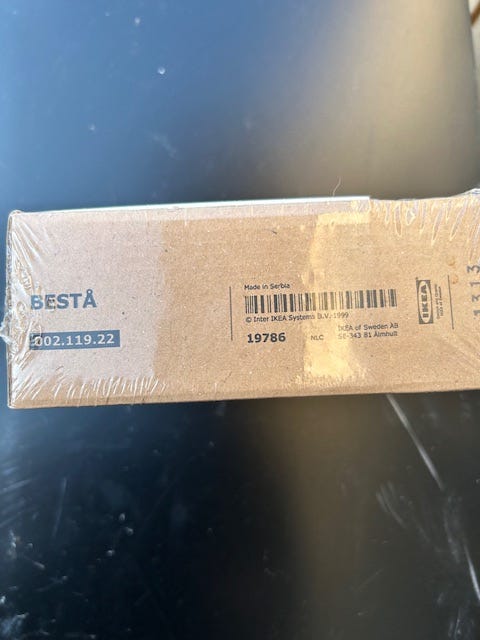 BESTÅ
002.119.22
Made in Serbia
© Inter IKEA Systems B.V. 1999
19786
NLC
IKEA of Sweden AB
SE-343 81 Älmhult
IKEA
1313